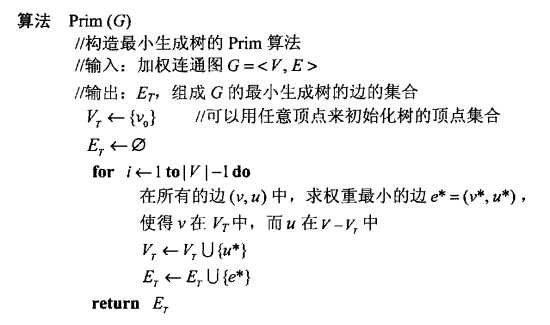 算法 Prim (G)
//构造最小生成树的 Prim 算法
//输入：加权连通图 G = < V, E >
//输出：E_T，组成 G 的最小生成树的边的集合
V_T ← {v_0} //可以用任意顶点来初始化树的顶点集合
E_T ← ∅
for i ← 1 to | V | −1 do
在所有的边 (v, u) 中，求权重最小的边 e* = (v*, u*)，
使得 v 在 V_T 中，而 u 在 V − V_T 中
V_T ← V_T ∪ {u*}
E_T ← E_T ∪ {e*}
return E_T